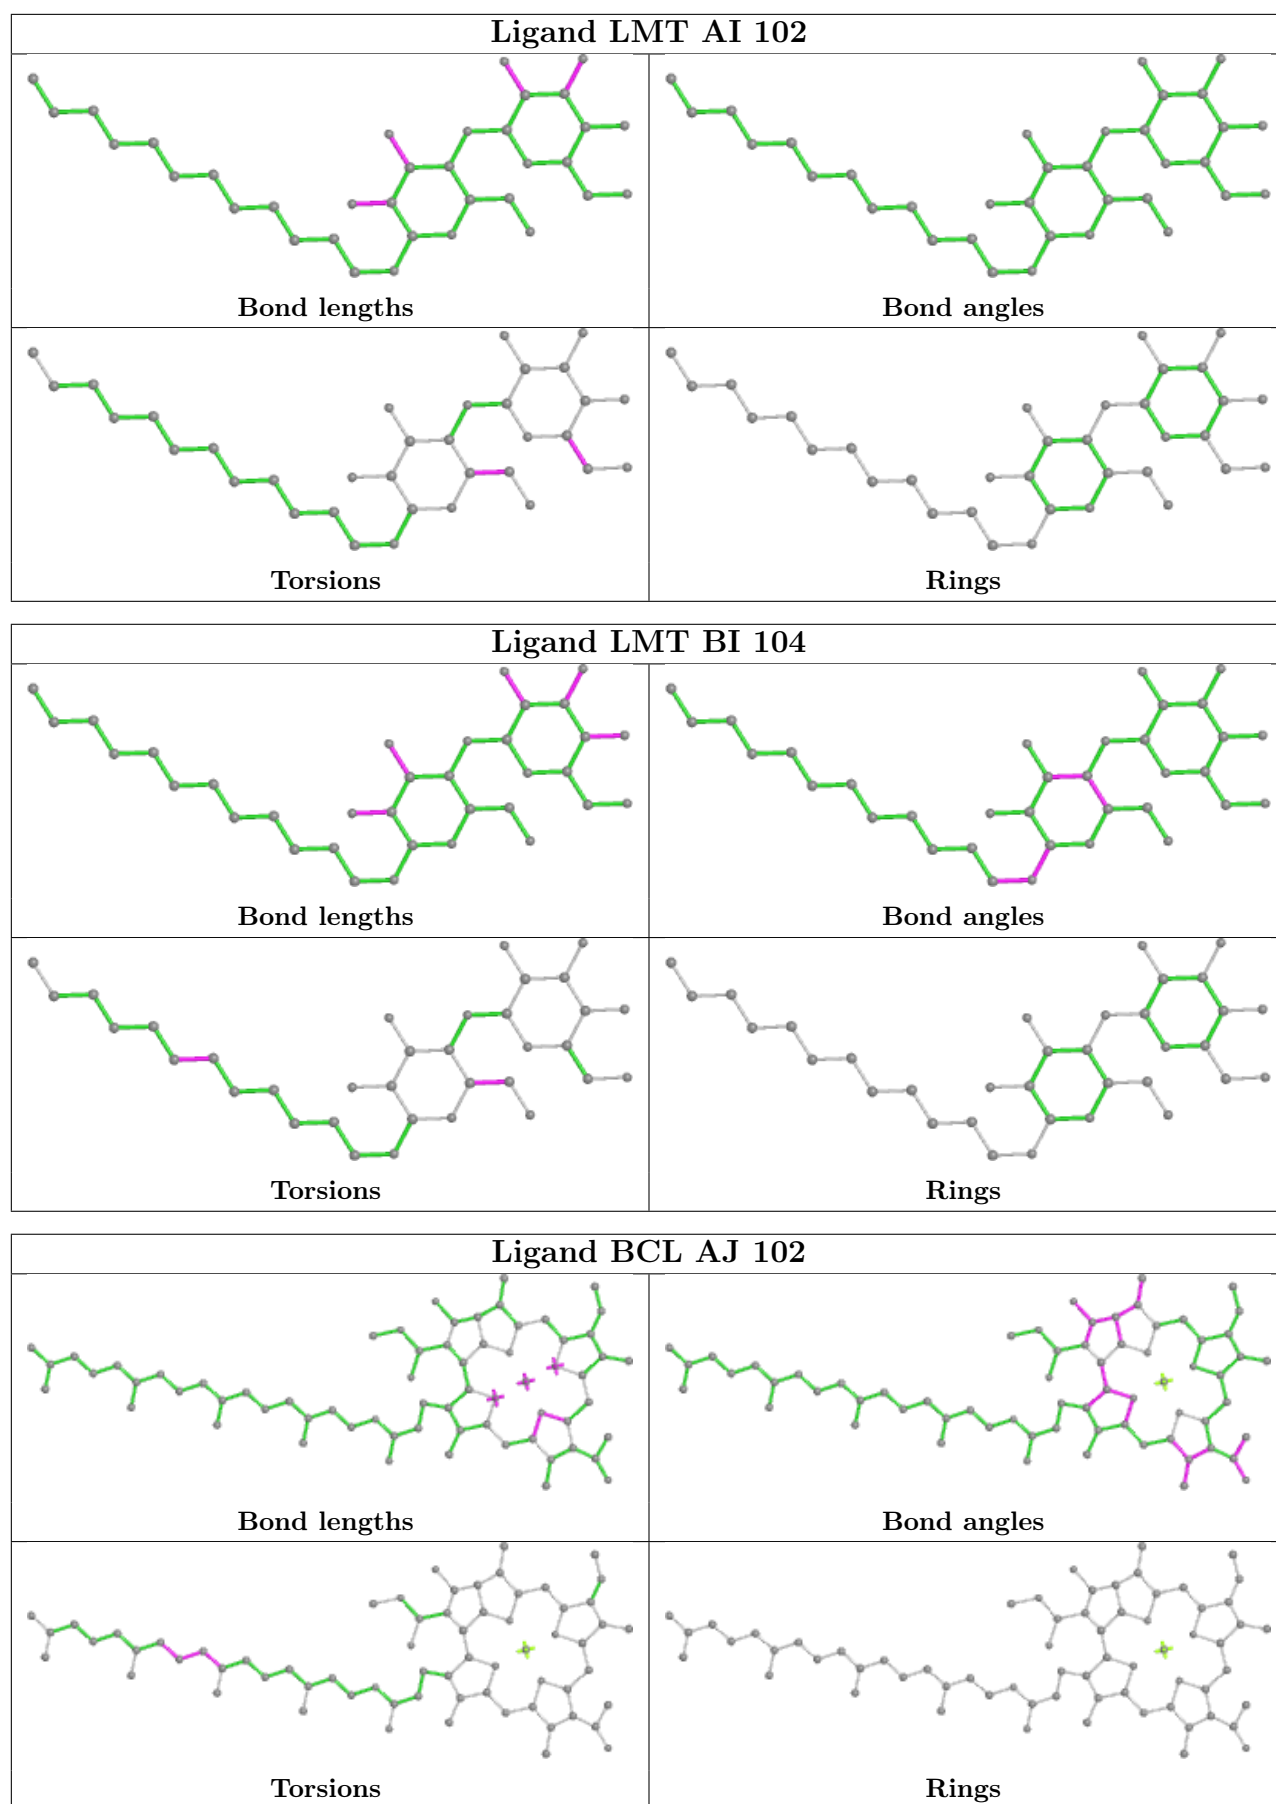 Ligand LMT AI 102
Bond lengths
Bond angles
Torsions
Rings
Ligand LMT BI 104
Bond lengths
Bond angles
Torsions
Rings
Ligand BCL AJ 102
Bond lengths
Bond angles
Torsions
Rings